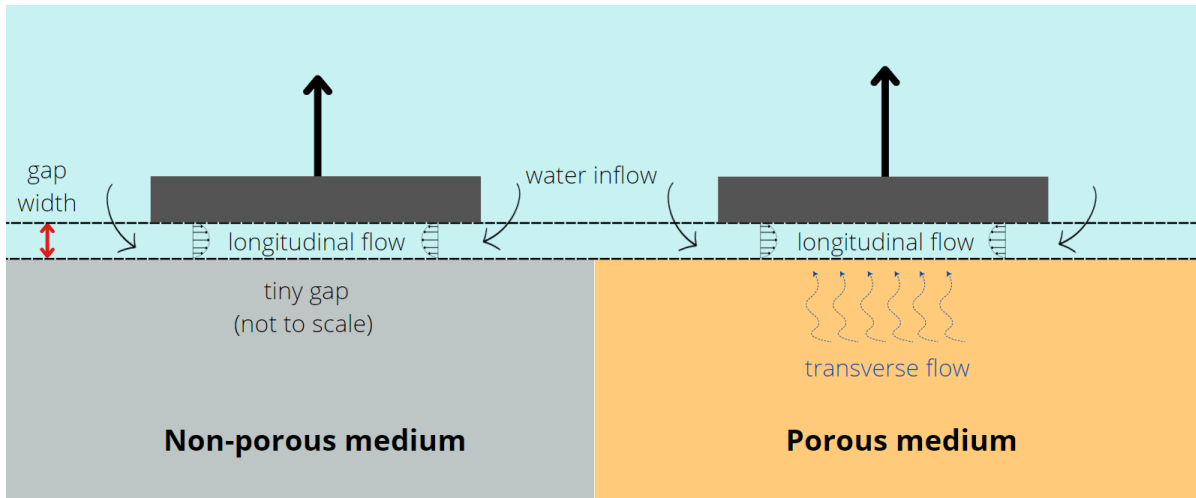 gap
width
water inflow
longitudinal flow
longitudinal flow
tiny gap
(not to scale)
transverse flow
Non-porous medium
Porous medium